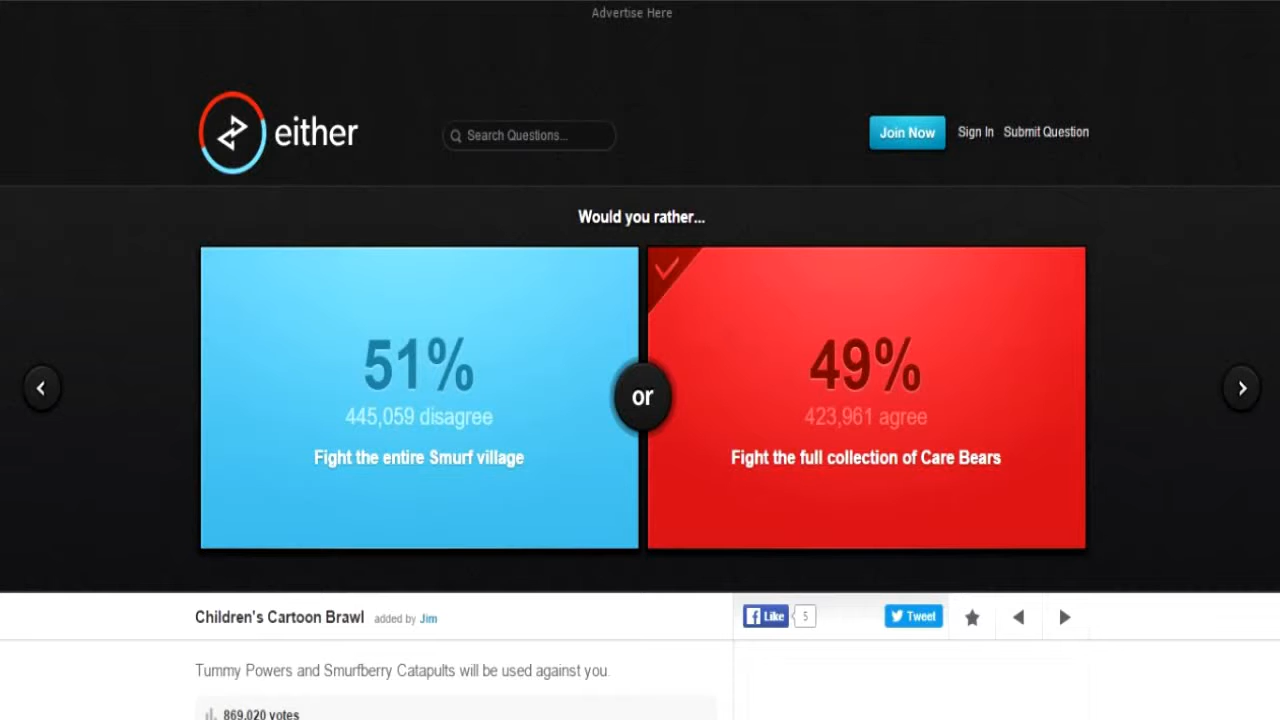 Advertise Here
either
Search Questions...
Join Now
Sign In
Submit Question
Would you rather...
51%
445,059 disagree
Fight the entire Smurf village
or
49%
423,961 agree
Fight the full collection of Care Bears
Children's Cartoon Brawl added by Jim
Like 5
Tweet
Tummy Powers and Smurfberry Catapults will be used against you.
869,020 votes